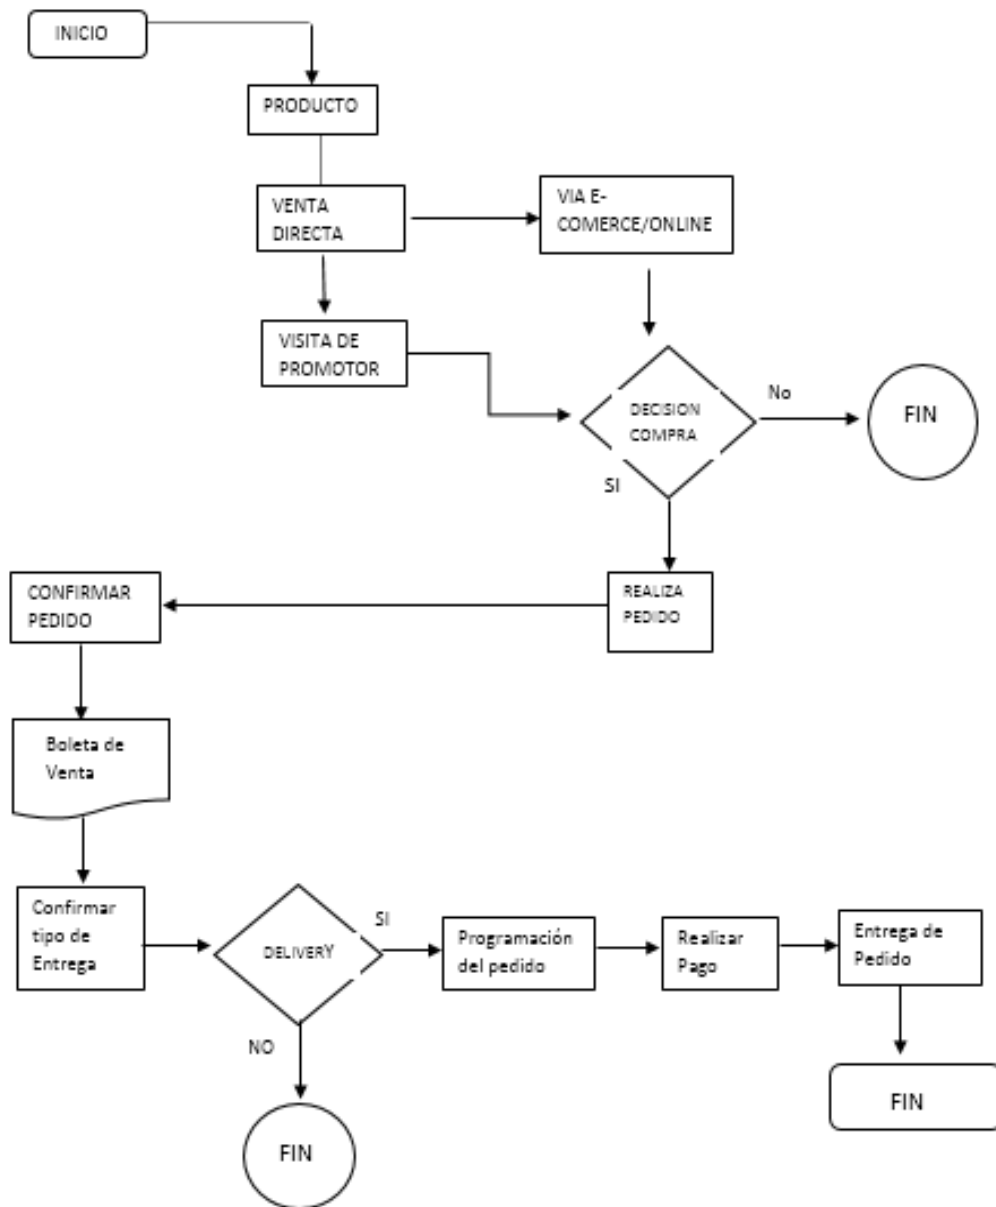 INICIO
PRODUCTO
VENTA
DIRECTA
VIA E-
COMERCE/ONLINE
VISITA DE
PROMOTOR
DECISION
COMPRA
No
FIN
SI
REALIZA
PEDIDO
CONFIRMAR
PEDIDO
Boleta de
Venta
Confirmar
tipo de
Entrega
DELIVERY
SI
Programación
del pedido
Realizar
Pago
Entrega de
Pedido
NO
FIN
FIN